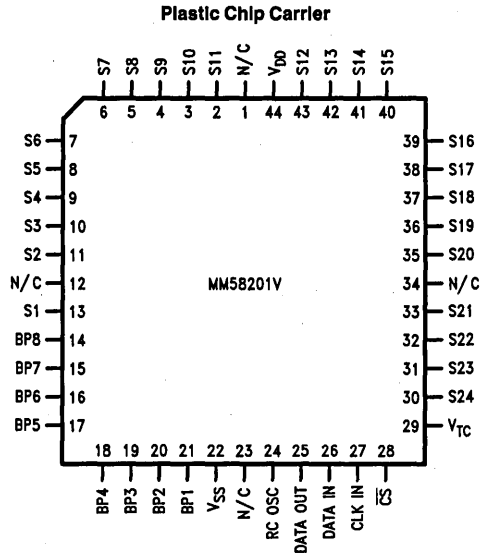 Plastic Chip Carrier
S7 S8 S9 S10 S11 N/C VDD S12 S13 S14 S15
6 5 4 3 2 1 44 43 42 41 40
S6 7 39 S16
S5 8 38 S17
S4 9 37 S18
S3 10 36 S19
S2 11 35 S20
N/C 12 MM58201V 34 N/C
S1 13 33 S21
BP8 14 32 S22
BP7 15 31 S23
BP6 16 30 S24
BP5 17 29 VTC
18 19 20 21 22 23 24 25 26 27 28
BP4 BP3 BP2 BP1 VSS N/C RC OSC DATA OUT DATA IN CLK IN C̅S̅